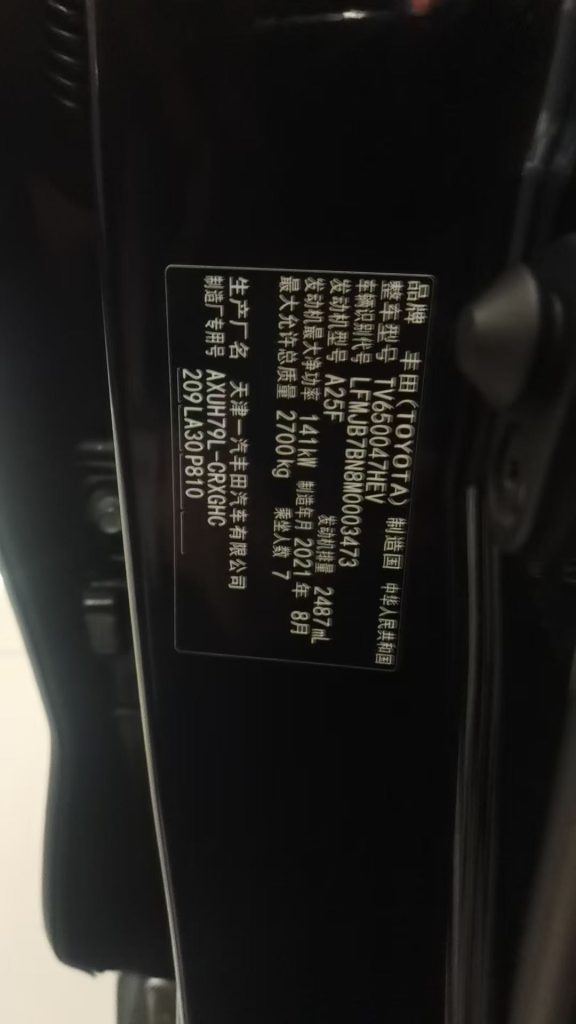 品牌 丰田(TOYOTA) 制造国 中华人民共和国
整车型号 TV650047HEV
车辆识别代号 LFMJB7BN8M0003473
发动机型号 A25F 发动机排量 2487mL
发动机最大净功率 141kW 制造年月 2021年 8月
最大允许总质量 2700kg 乘坐人数 7
生产厂名 天津一汽丰田汽车有限公司
制造厂专用号 AXUH79L-CRXGHC
209LA30P810